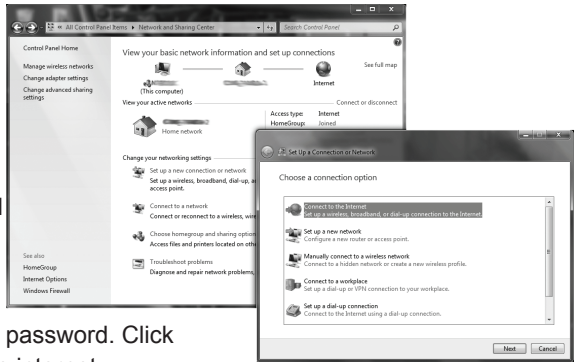 All Control Panel Items ▸ Network and Sharing Center
Search Control Panel
Control Panel Home
Manage wireless networks
Change adapter settings
Change advanced sharing
settings
See also
HomeGroup
Internet Options
Windows Firewall
View your basic network information and set up connections
See full map
(This computer)
Internet
View your active networks
Connect or disconnect
Home network
Access type: Internet
HomeGroup: Joined
Change your networking settings
Set up a new connection or network
Set up a wireless, broadband, dial-up,
access point.
Connect to a network
Connect or reconnect to a wireless,
Choose homegroup and sharing
Access files and printers located on
Troubleshoot problems
Diagnose and repair network problems,
Set Up a Connection or Network
Choose a connection option
Connect to the Internet
Set up a wireless, broadband, or dial-up connection to the Internet.
Set up a new network
Configure a new router or access point.
Manually connect to a wireless network
Connect to a hidden network or create a new wireless profile.
Connect to a workplace
Set up a dial-up or VPN connection to your workplace.
Set up a dial-up connection
Connect to the Internet using a dial-up connection.
Next
Cancel
password. Click